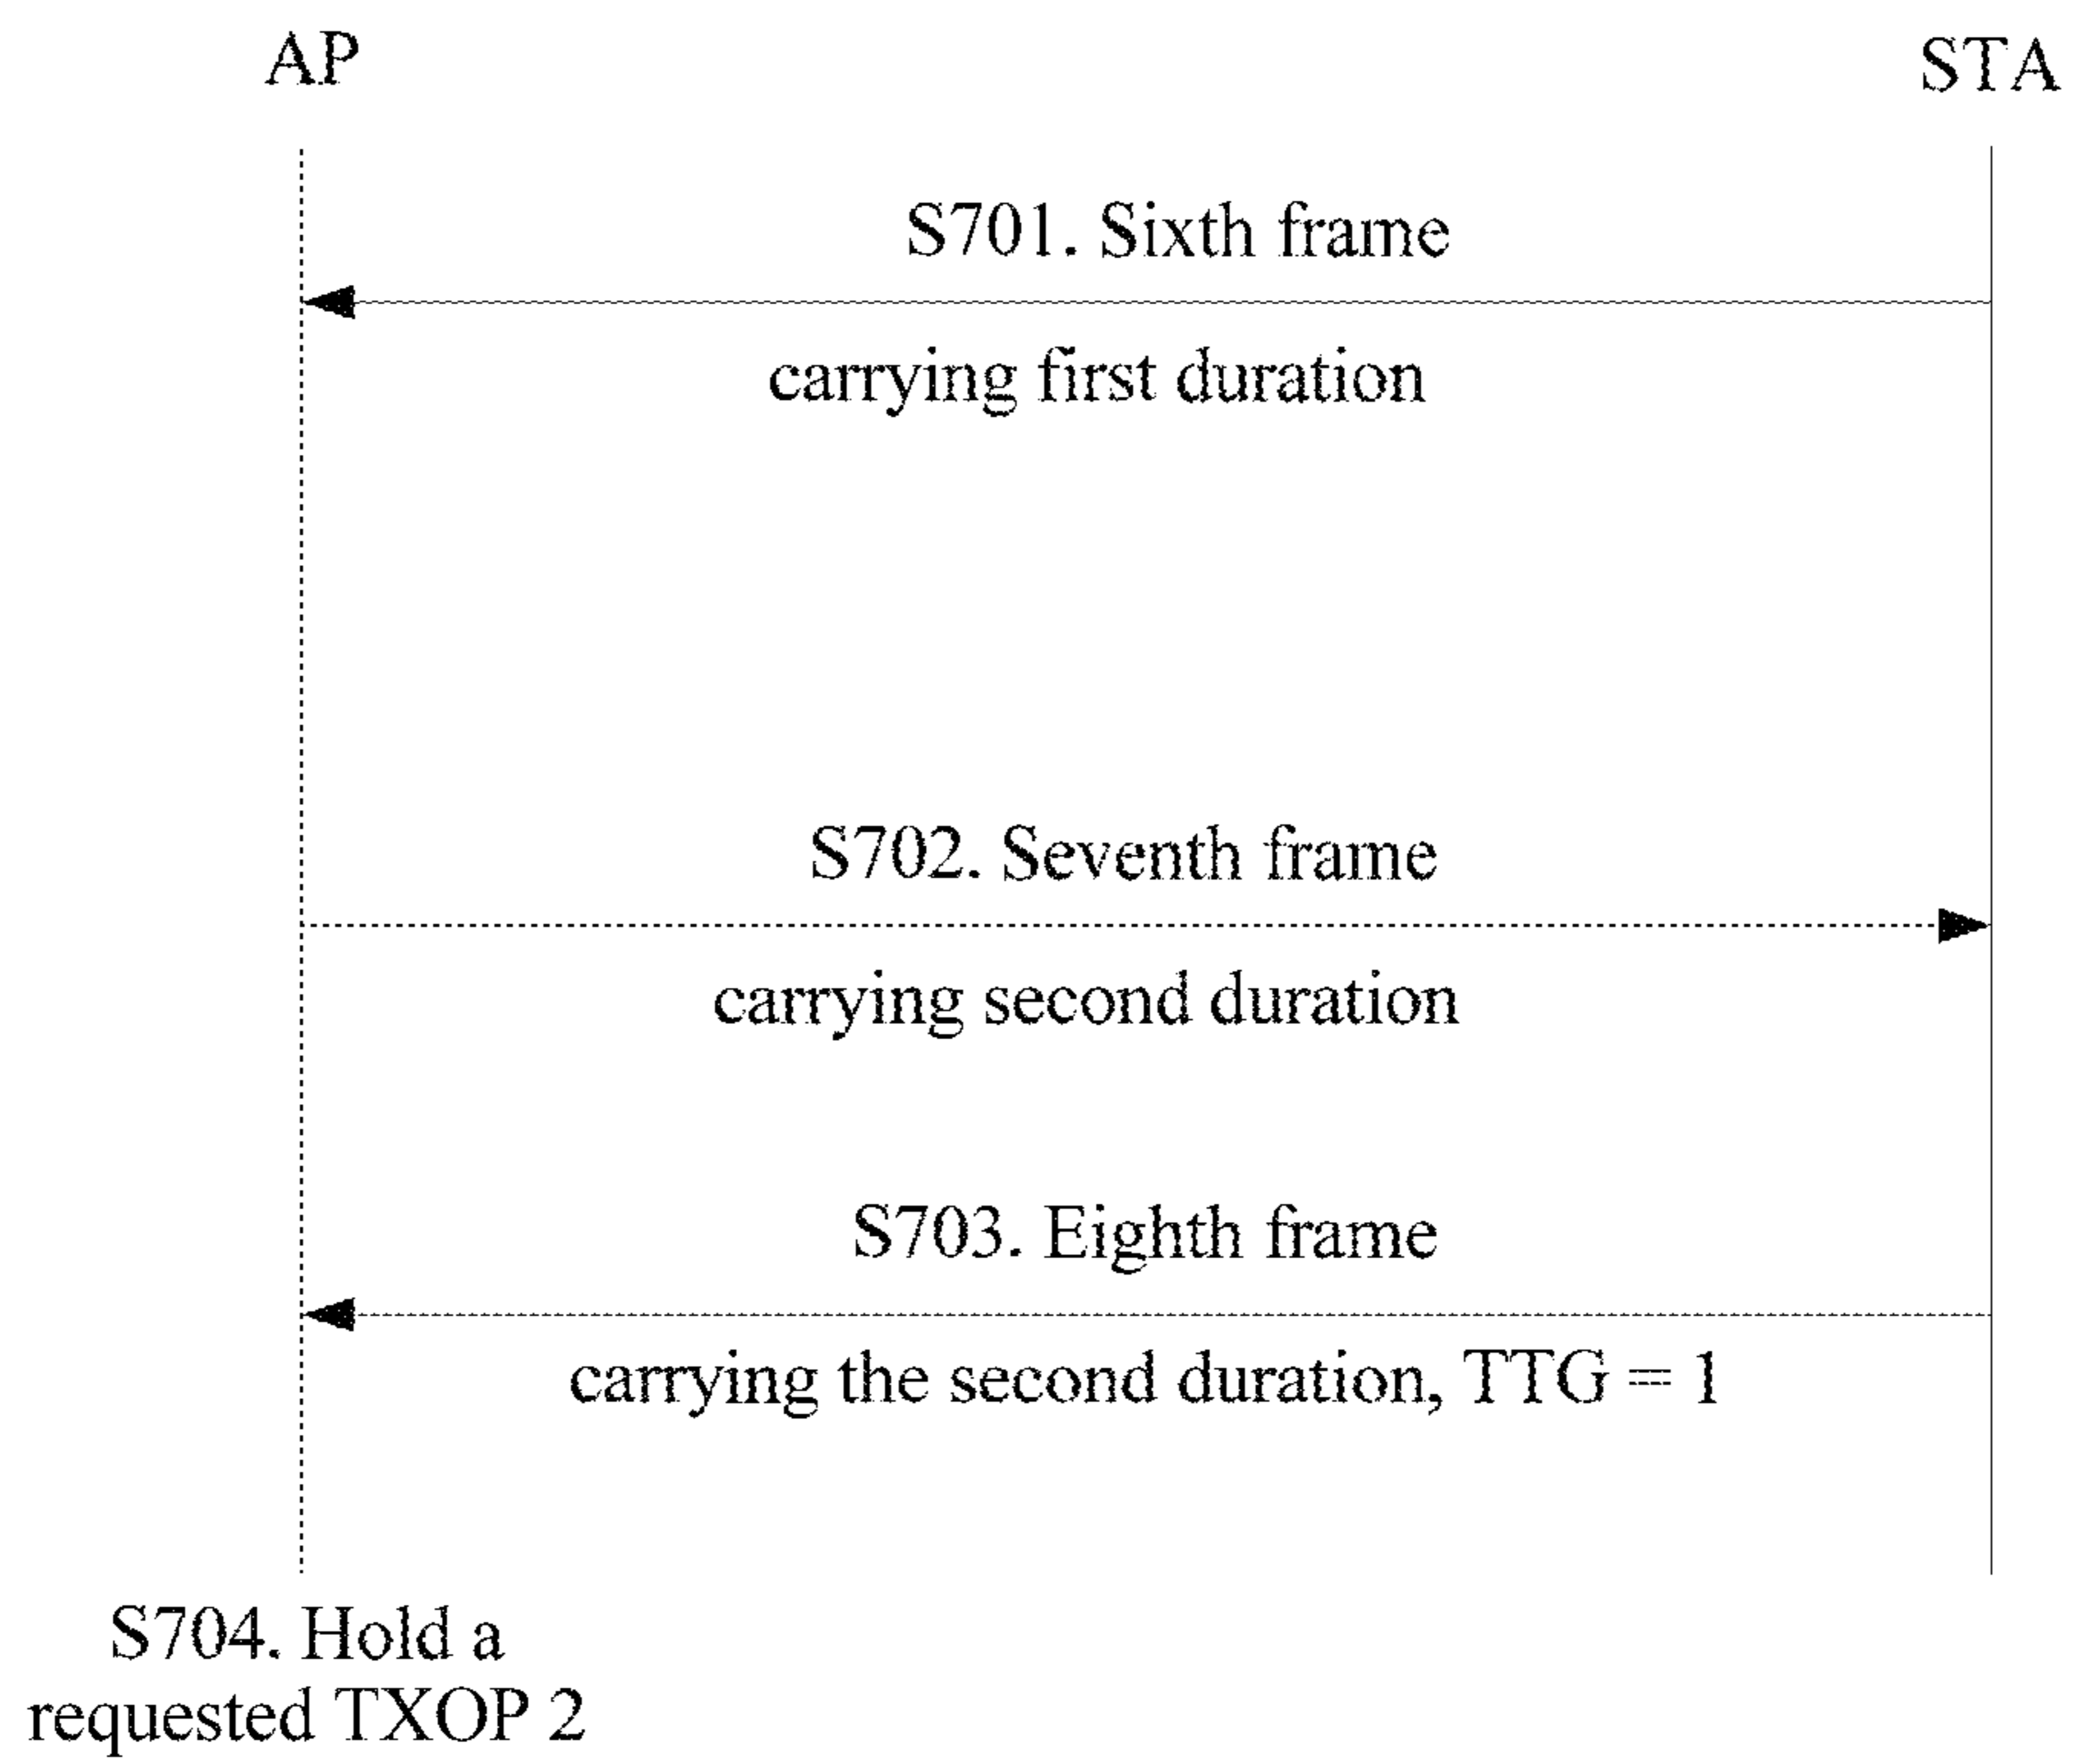 AP
STA
S701. Sixth frame
carrying first duration
S702. Seventh frame
carrying second duration
S703. Eighth frame
carrying the second duration, TTG = 1
S704. Hold a
requested TXOP 2